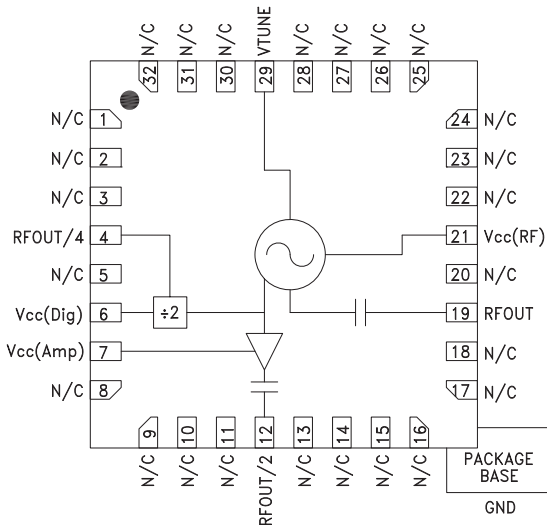 N/C N/C N/C VTUNE N/C N/C N/C N/C
32 31 30 29 28 27 26 25
N/C 1
N/C 2
N/C 3
RFOUT/4 4
N/C 5
Vcc(Dig) 6
Vcc(Amp) 7
N/C 8
÷2
24 N/C
23 N/C
22 N/C
21 Vcc(RF)
20 N/C
19 RFOUT
18 N/C
17 N/C
9 10 11 12 13 14 15 16
N/C N/C N/C RFOUT/2 N/C N/C N/C N/C
PACKAGE
BASE
GND